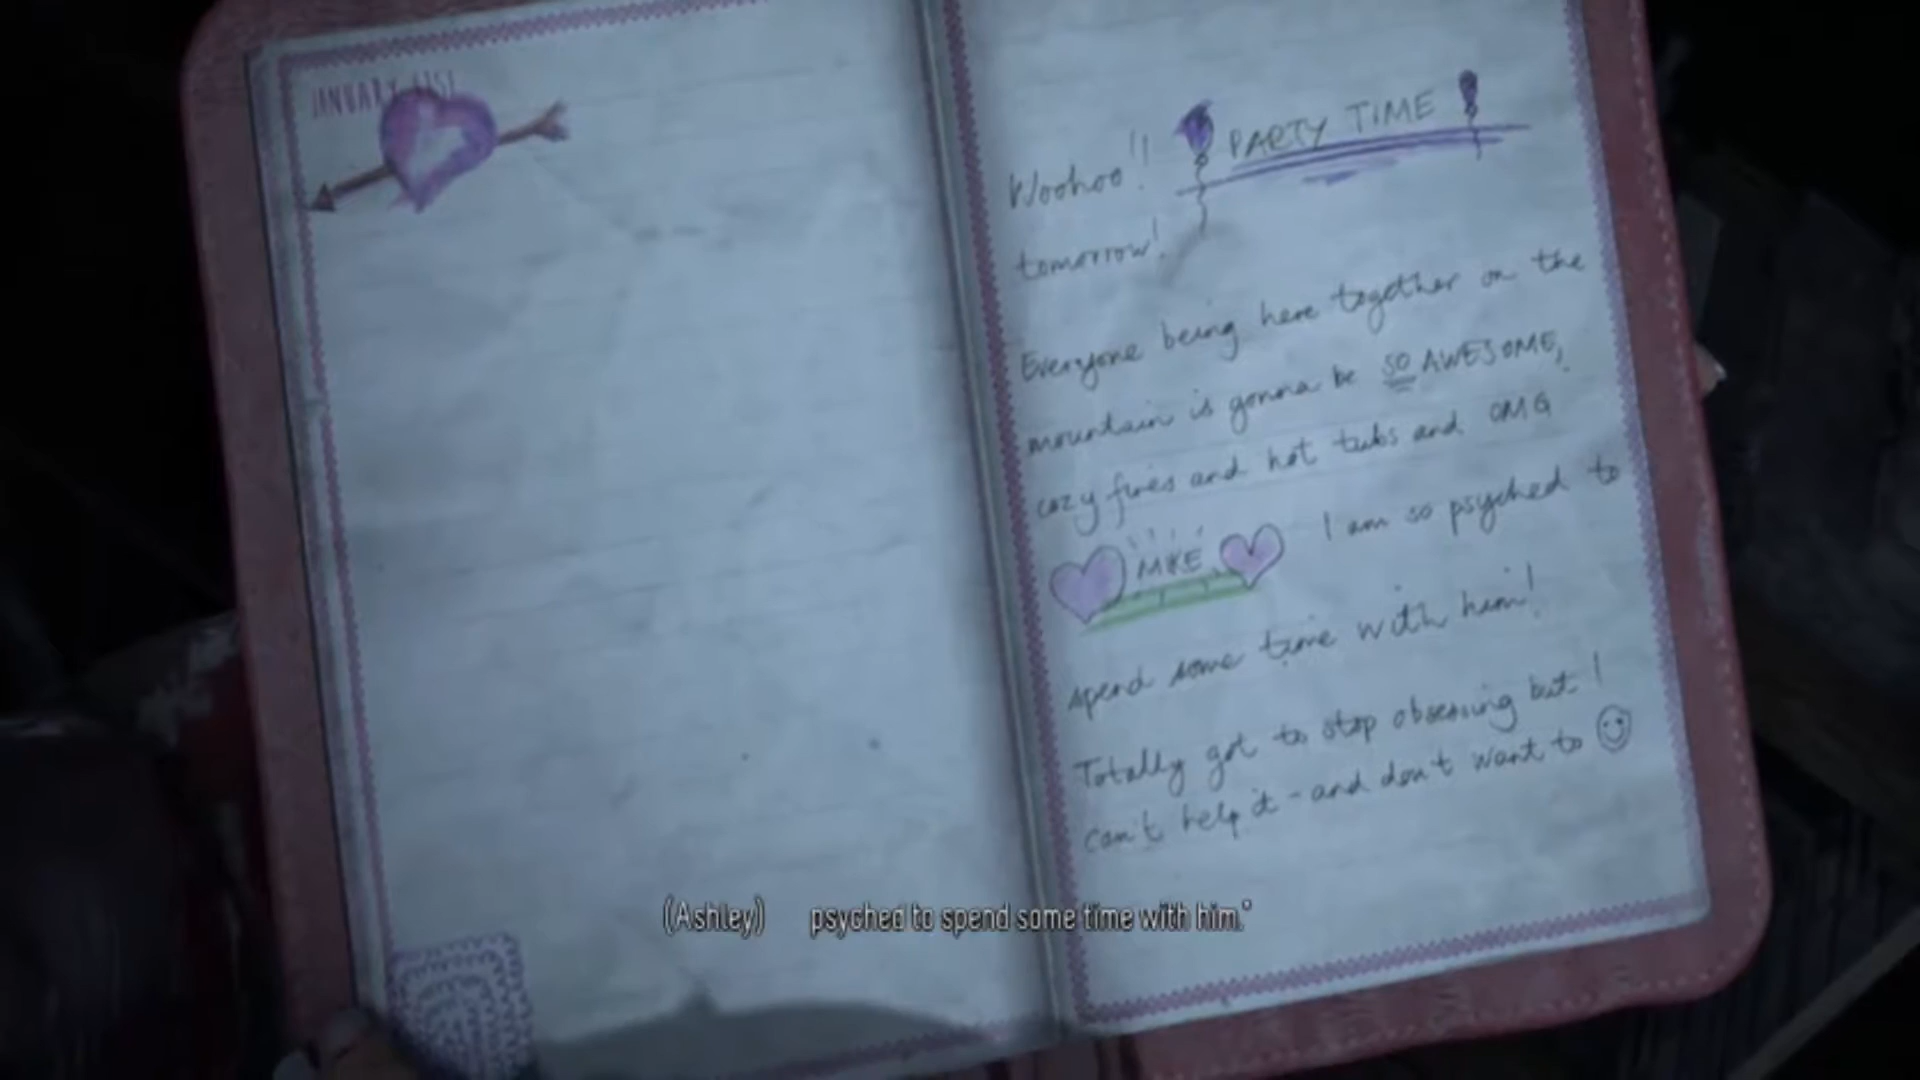 JANUARY
Woohoo!! PARTY TIME
tomorrow!
Everyone being here together on the
mountain is gonna be SO AWESOME,
cozy fires and hot tubs and OMG
MIKE I am so psyched to
spend some time with him!
Totally got to stop obsessing but I
can't help it - and don't want to
(Ashley) psyched to spend some time with him."